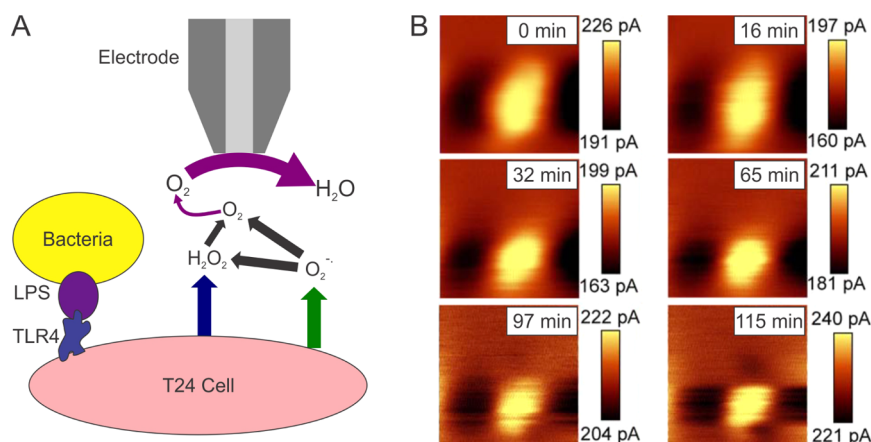 A
Electrode
O2
H2O
O2
Bacteria
H2O2
O2-.
LPS
TLR4
T24 Cell
B
0 min
226 pA
191 pA
16 min
197 pA
160 pA
32 min
199 pA
163 pA
65 min
211 pA
181 pA
97 min
222 pA
204 pA
115 min
240 pA
221 pA